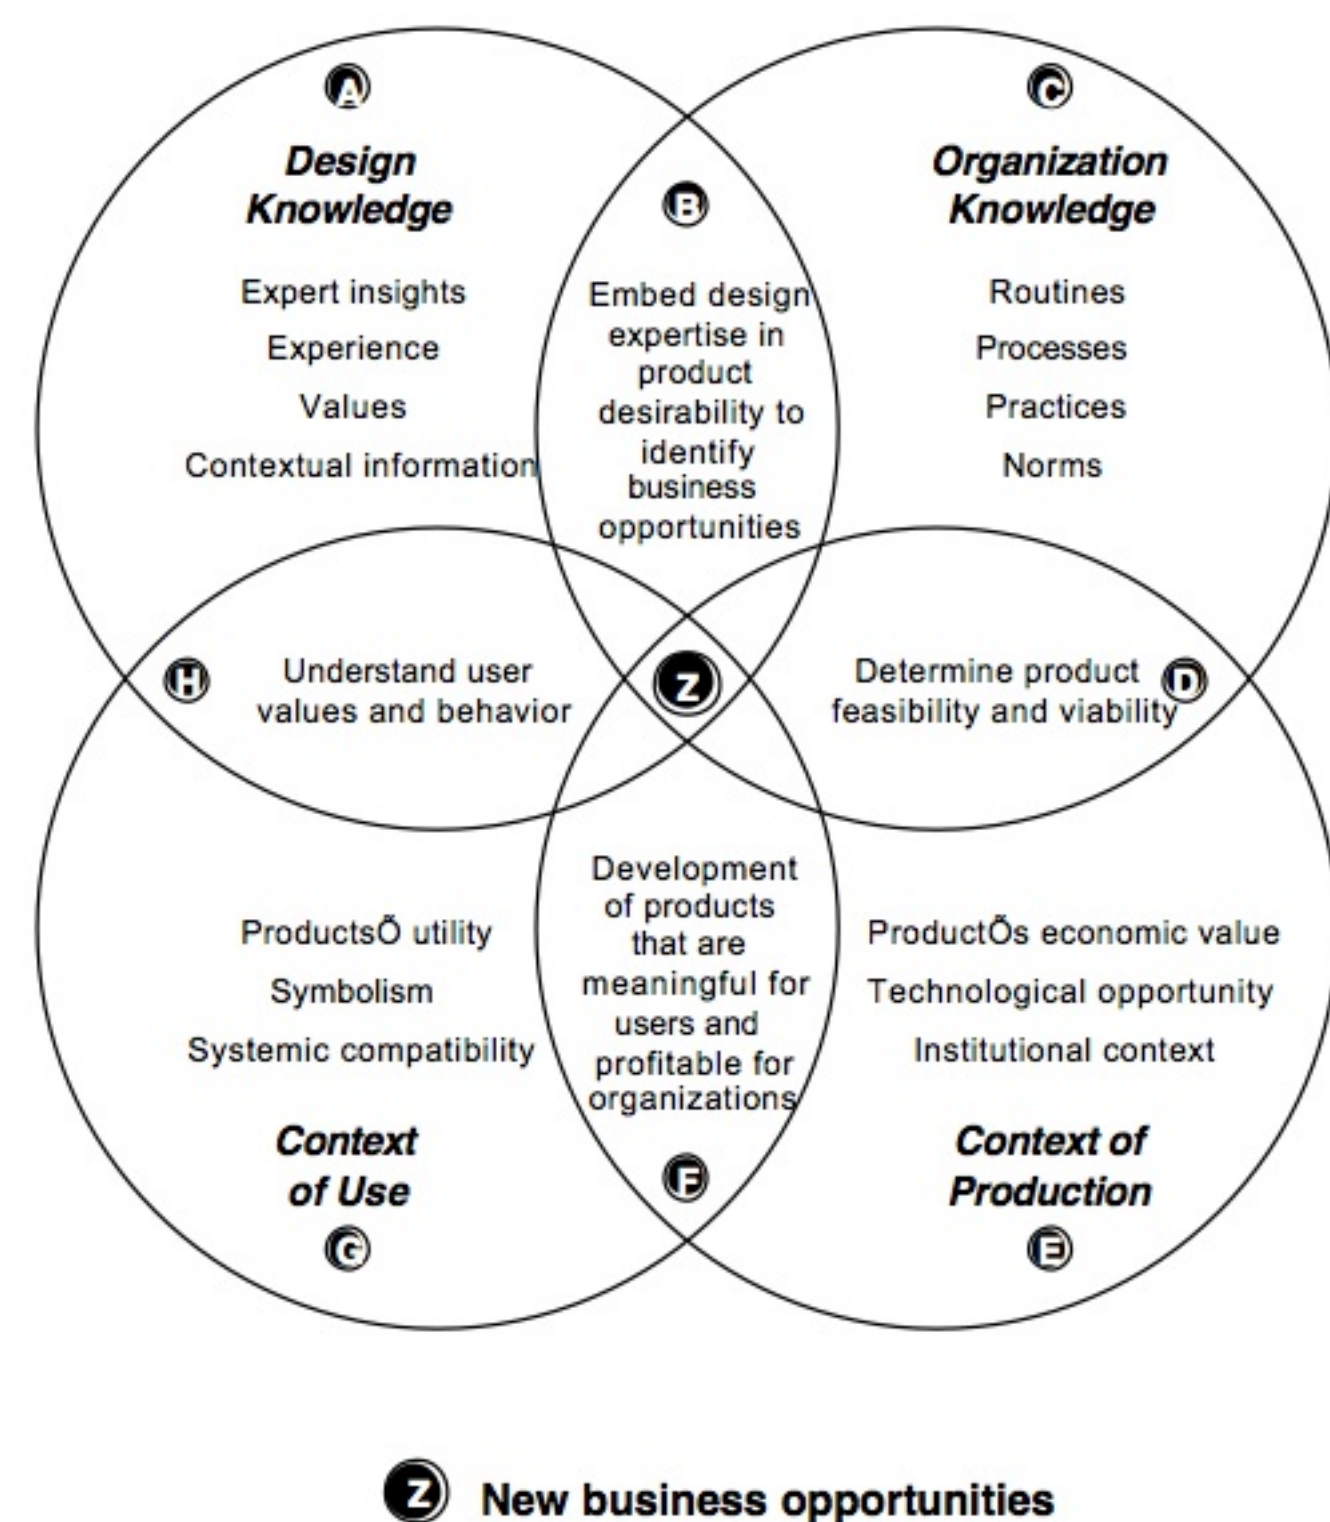 A
Design
Knowledge
Expert insights
Experience
Values
Contextual information
B
Embed design
expertise in
product
desirability to
identify
business
opportunities
C
Organization
Knowledge
Routines
Processes
Practices
Norms
H
Understand user
values and behavior
Z
Determine product
feasibility and viability
D
ProductsÕ utility
Symbolism
Systemic compatibility
Context
of Use
G
Development
of products
that are
meaningful for
users and
profitable for
organizations
F
ProductÕs economic value
Technological opportunity
Institutional context
Context of
Production
E
Z New business opportunities